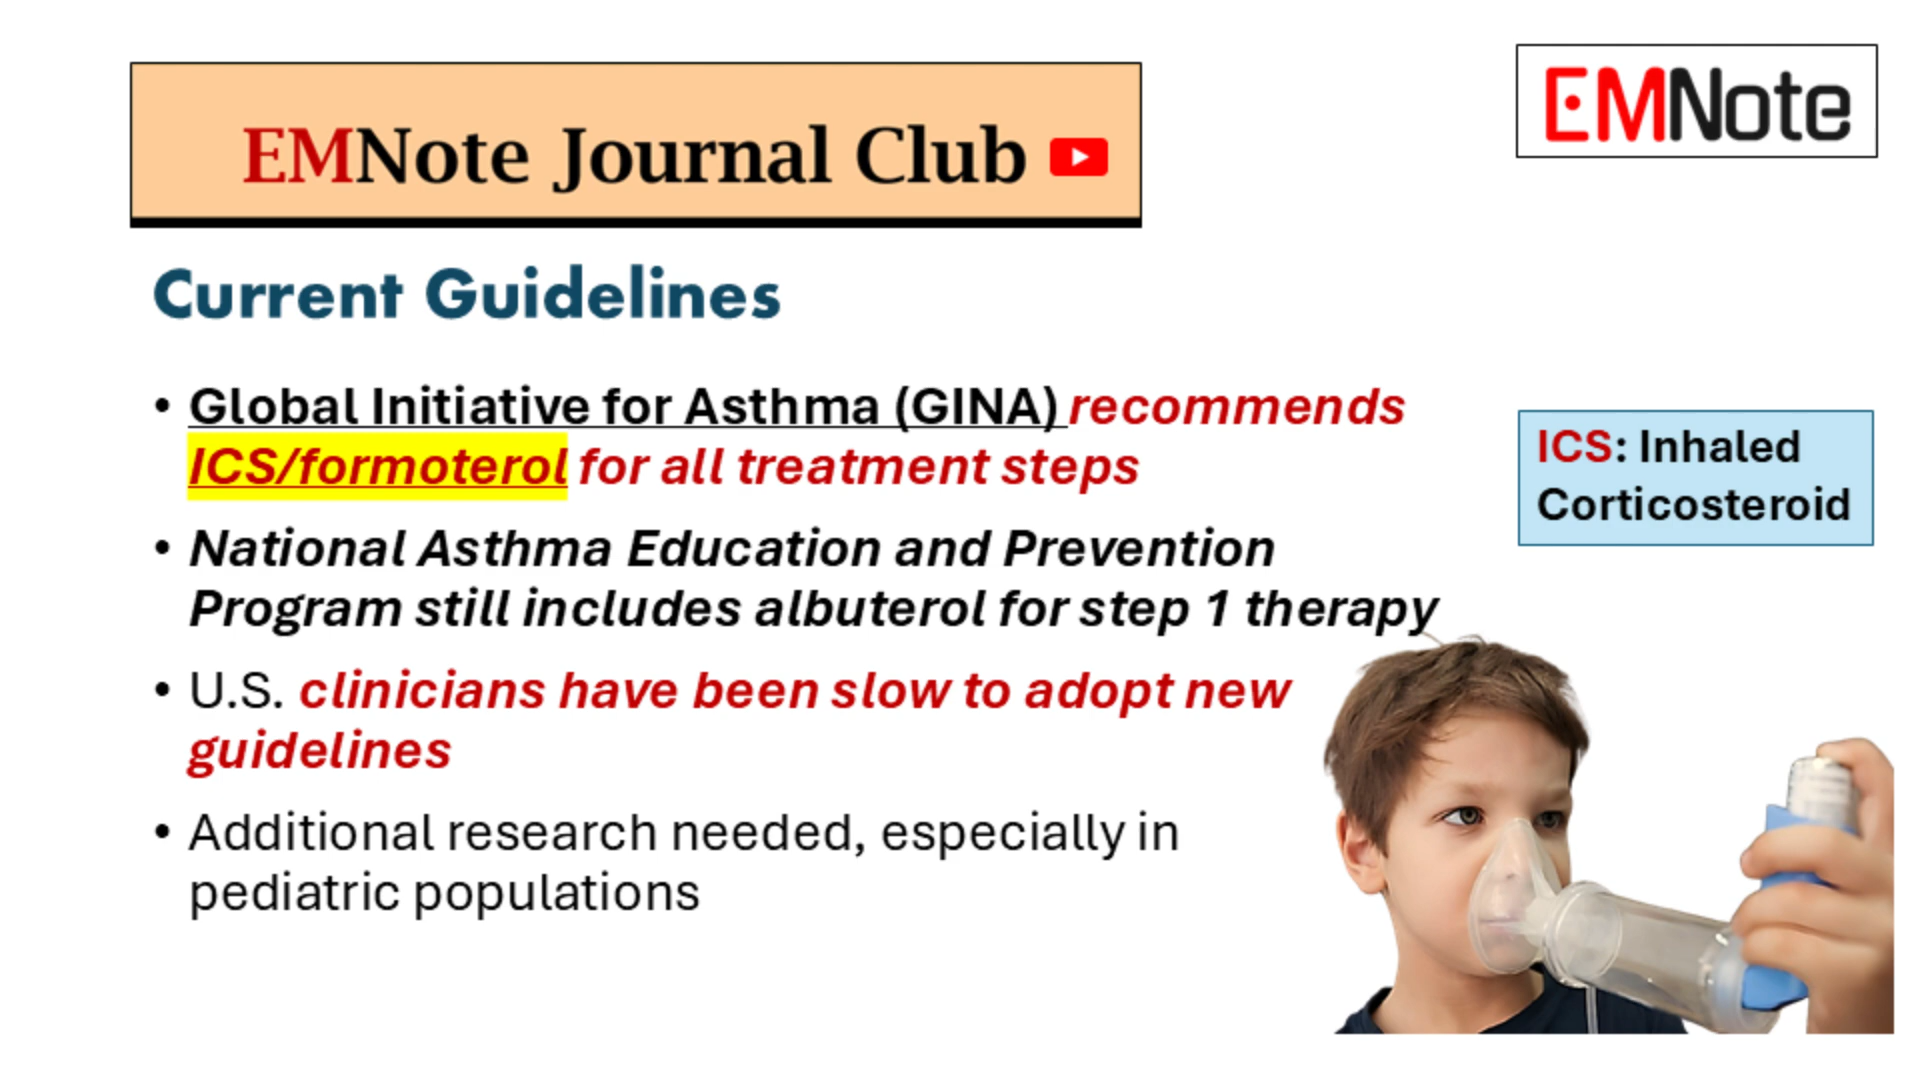 EMNote Journal Club
EMNote
Current Guidelines
• Global Initiative for Asthma (GINA) recommends
ICS/formoterol for all treatment steps
• National Asthma Education and Prevention
Program still includes albuterol for step 1 therapy
• U.S. clinicians have been slow to adopt new
guidelines
• Additional research needed, especially in
pediatric populations
ICS: Inhaled
Corticosteroid